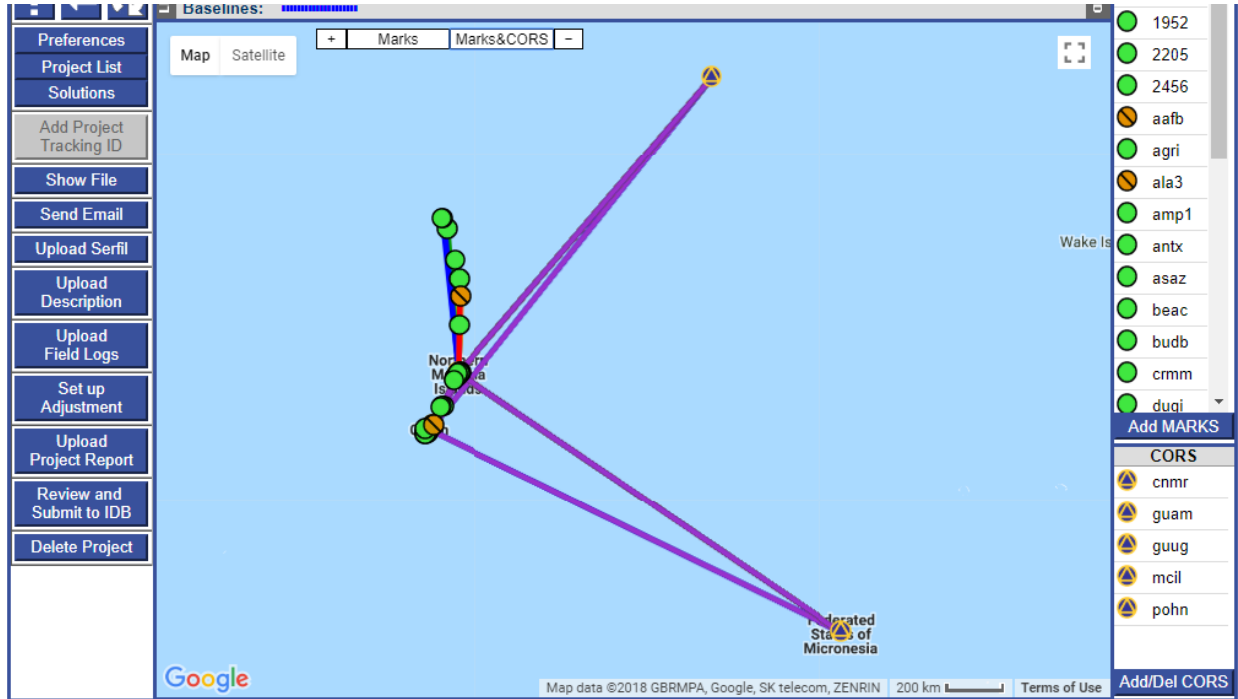 Baselines:
Preferences
Project List
Solutions
Add Project
Tracking ID
Show File
Send Email
Upload Serfil
Upload
Description
Upload
Field Logs
Set up
Adjustment
Upload
Project Report
Review and
Submit to IDB
Delete Project
Map Satellite
+ Marks Marks&CORS −
Wake Is
Federated
States of
Micronesia
Google
Map data ©2018 GBRMPA, Google, SK telecom, ZENRIN 200 km Terms of Use
1952
2205
2456
aafb
agri
ala3
amp1
antx
asaz
beac
budb
crmm
dugi
Add MARKS
CORS
cnmr
guam
guug
mcil
pohn
Add/Del CORS